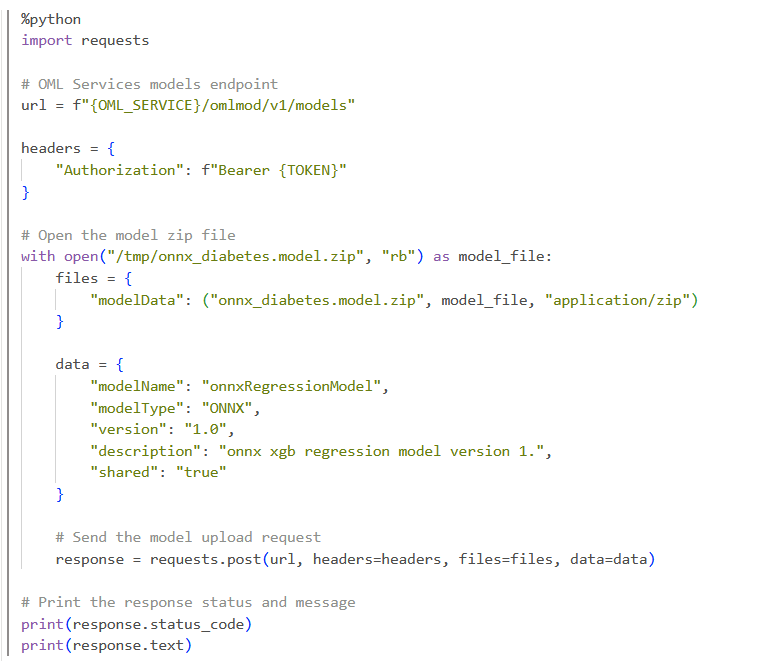 %python
import requests

# OML Services models endpoint
url = f"{OML_SERVICE}/omlmod/v1/models"

headers = {
    "Authorization": f"Bearer {TOKEN}"
}

# Open the model zip file
with open("/tmp/onnx_diabetes.model.zip", "rb") as model_file:
    files = {
        "modelData": ("onnx_diabetes.model.zip", model_file, "application/zip")
    }

    data = {
        "modelName": "onnxRegressionModel",
        "modelType": "ONNX",
        "version": "1.0",
        "description": "onnx xgb regression model version 1.",
        "shared": "true"
    }

    # Send the model upload request
    response = requests.post(url, headers=headers, files=files, data=data)

# Print the response status and message
print(response.status_code)
print(response.text)